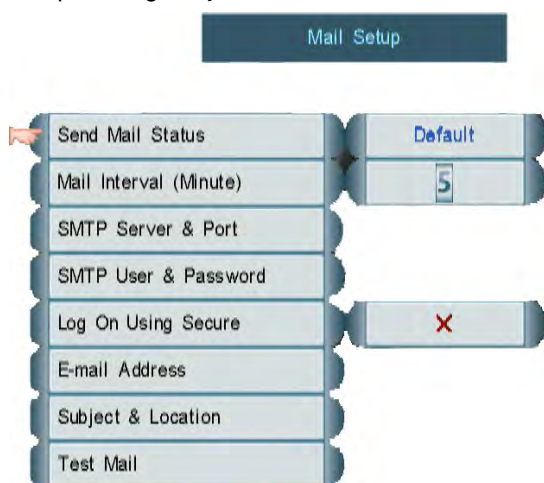 Mail Setup
Send Mail Status Default
Mail Interval (Minute) 5
SMTP Server & Port
SMTP User & Password
Log On Using Secure
E-mail Address
Subject & Location
Test Mail